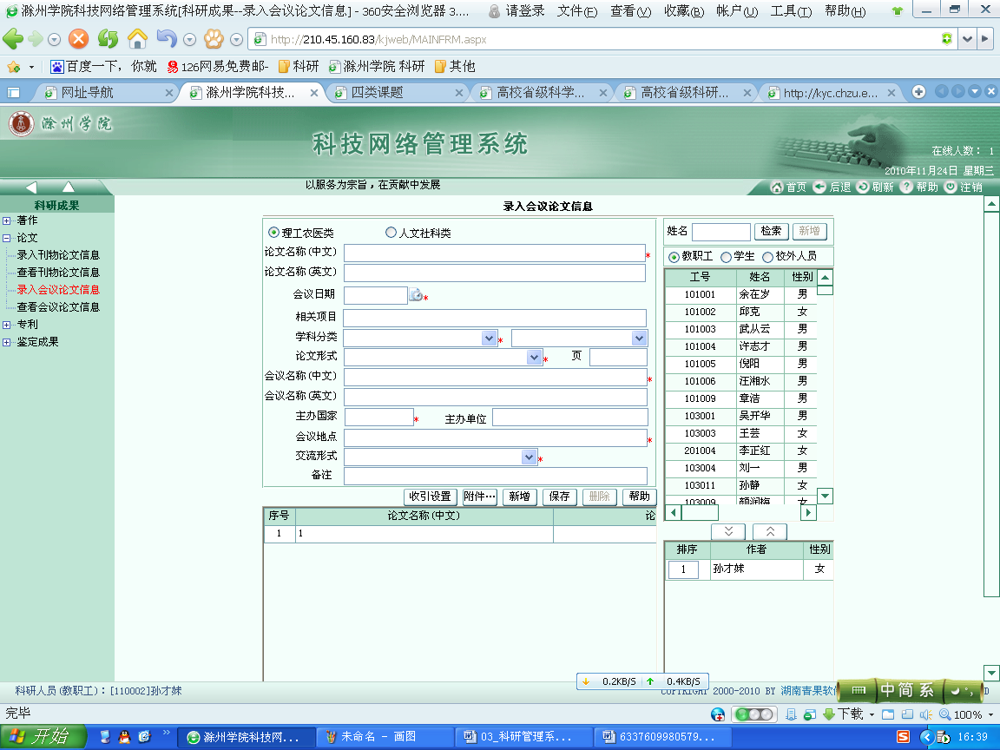 滁州学院科技网络管理系统[科研成果--录入会议论文信息] - 360安全浏览器 3.... 请登录 文件(F) 查看(V) 收藏(B) 帐户(U) 工具(T) 帮助(H)
http://210.45.160.83/kjweb/MAINFRM.aspx
百度一下，你就 126网易免费邮- 科研 滁州学院 科研 其他
网址导航 滁州学院科技... 四类课题 高校省级科学... 高校省级科研... http://kyc.chzu.e...
滁州学院
科技网络管理系统
在线人数： 1
2010年11月24日 星期三
以服务为宗旨，在贡献中发展 首页 后退 刷新 帮助 注销
科研成果
著作
论文
录入刊物论文信息
查看刊物论文信息
录入会议论文信息
查看会议论文信息
专利
鉴定成果
录入会议论文信息
理工农医类 人文社科类
论文名称(中文) *
论文名称(英文)
会议日期 *
相关项目
学科分类 *
论文形式 * 页
会议名称(中文) *
会议名称(英文)
主办国家 * 主办单位
会议地点 *
交流形式 *
备注
收引设置 附件… 新增 保存 删除 帮助
序号 论文名称(中文) 论
1 1
姓名 检索 新增
教职工 学生 校外人员
工号 姓名 性别
101001 余在岁 男
101002 邱克 女
101003 武从云 男
101004 许志才 男
101005 倪阳 男
101006 汪湘水 男
101009 章浩 男
103001 吴开华 男
103003 王芸 女
201004 李正红 女
103004 刘一 男
103011 孙静 女
103009 颜润梅 女
排序 作者 性别
1 孙才妹 女
0.2KB/S 0.4KB/S
科研人员(教职工)：[110002]孙才妹 COPYRIGHT 2000-2010 BY 湖南青果软件
中 简 系
完毕 下载 100%
开始 滁州学院科技网... 未命名 - 画图 03_科研管理系... 6337609980579... 16:39